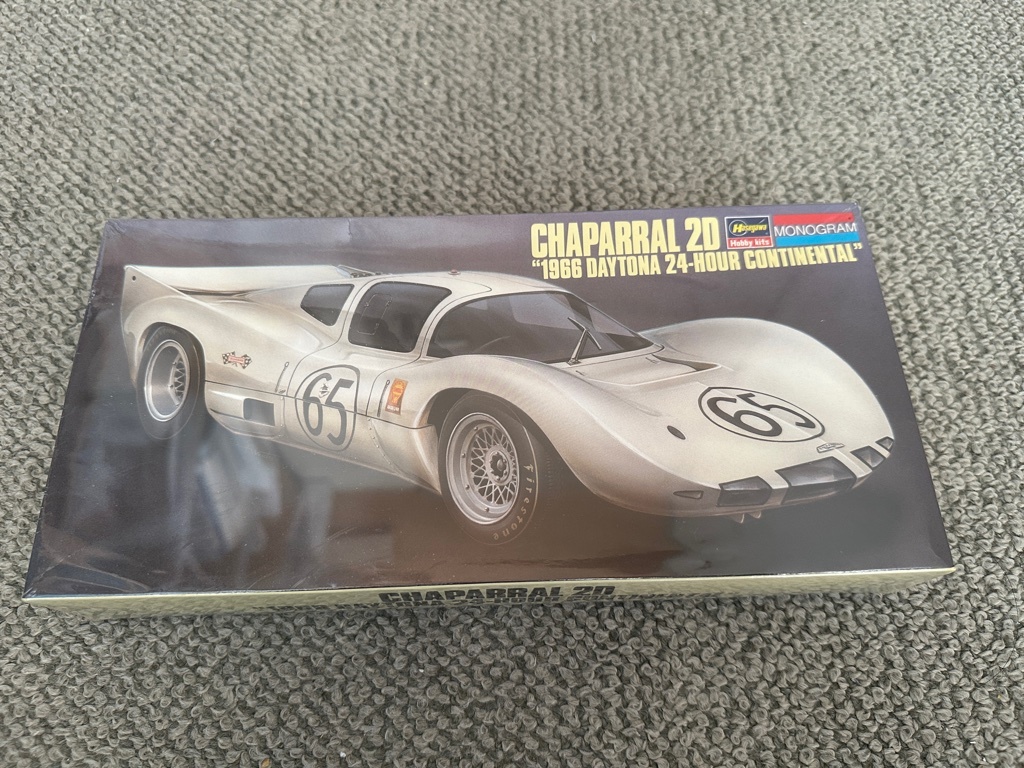 CHAPARRAL 2D
Hasegawa
Hobby kits
MONOGRAM
"1966 DAYTONA 24-HOUR CONTINENTAL"
65
65
Firestone
CHAPARRAL 2D